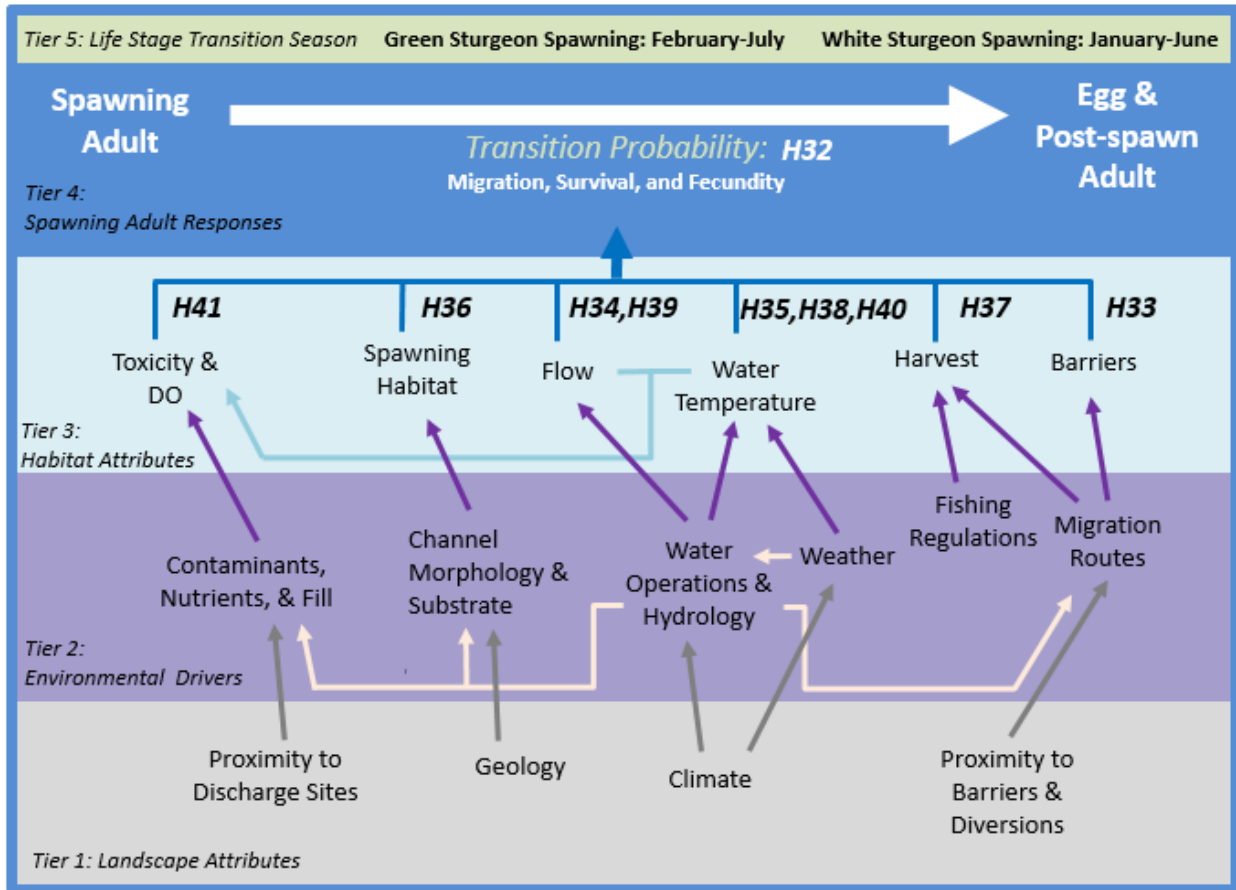 Tier 5: Life Stage Transition Season Green Sturgeon Spawning: February-July White Sturgeon Spawning: January-June
Spawning
Adult
Egg &
Post-spawn
Adult
Transition Probability: H32
Migration, Survival, and Fecundity
Tier 4:
Spawning Adult Responses
H41 H36 H34,H39 H35,H38,H40 H37 H33
Toxicity &
DO
Spawning
Habitat
Flow
Water
Temperature
Harvest
Barriers
Tier 3:
Habitat Attributes
Contaminants,
Nutrients, & Fill
Channel
Morphology &
Substrate
Water
Operations &
Hydrology
Weather
Fishing
Regulations
Migration
Routes
Tier 2:
Environmental Drivers
Proximity to
Discharge Sites
Geology
Climate
Proximity to
Barriers &
Diversions
Tier 1: Landscape Attributes